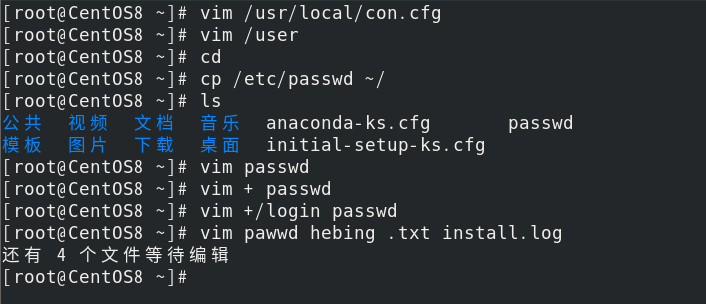 [root@CentOS8 ~]# vim /usr/local/con.cfg
[root@CentOS8 ~]# vim /user
[root@CentOS8 ~]# cd
[root@CentOS8 ~]# cp /etc/passwd ~/
[root@CentOS8 ~]# ls
公共 视频 文档 音乐 anaconda-ks.cfg passwd
模板 图片 下载 桌面 initial-setup-ks.cfg
[root@CentOS8 ~]# vim passwd
[root@CentOS8 ~]# vim + passwd
[root@CentOS8 ~]# vim +/login passwd
[root@CentOS8 ~]# vim pawwd hebing .txt install.log
还有 4 个文件等待编辑
[root@CentOS8 ~]#